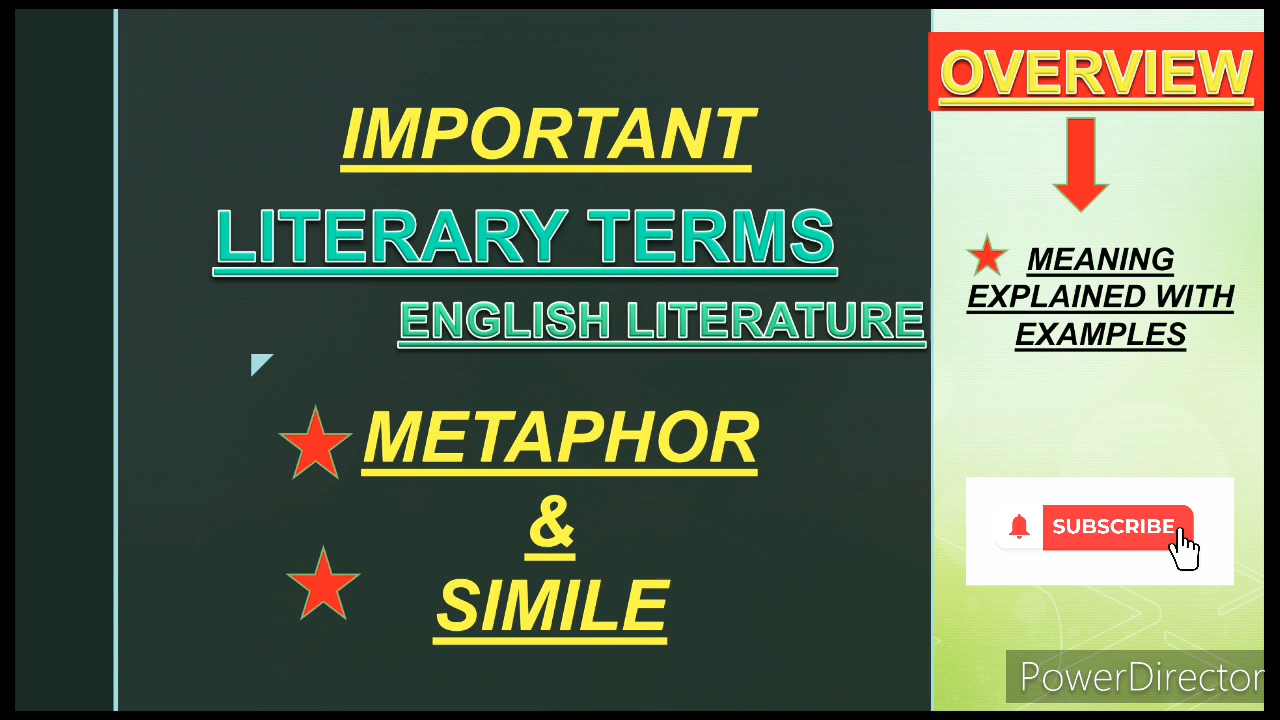 IMPORTANT
LITERARY TERMS
ENGLISH LITERATURE
METAPHOR
&
SIMILE
OVERVIEW
MEANING
EXPLAINED WITH
EXAMPLES
SUBSCRIBE
PowerDirector